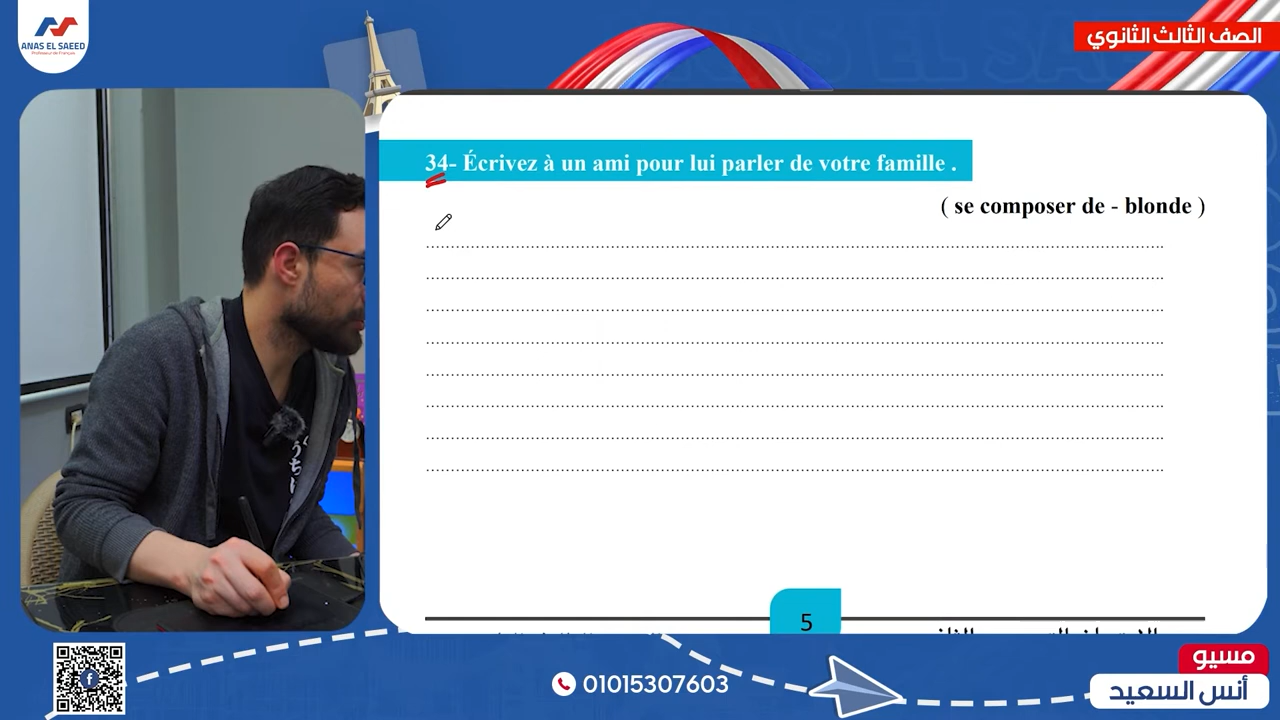 ANAS EL SAEED
Professeur de Français
الصف الثالث الثانوي
34- Écrivez à un ami pour lui parler de votre famille .
( se composer de - blonde )
5
01015307603
مسيو
أنس السعيد